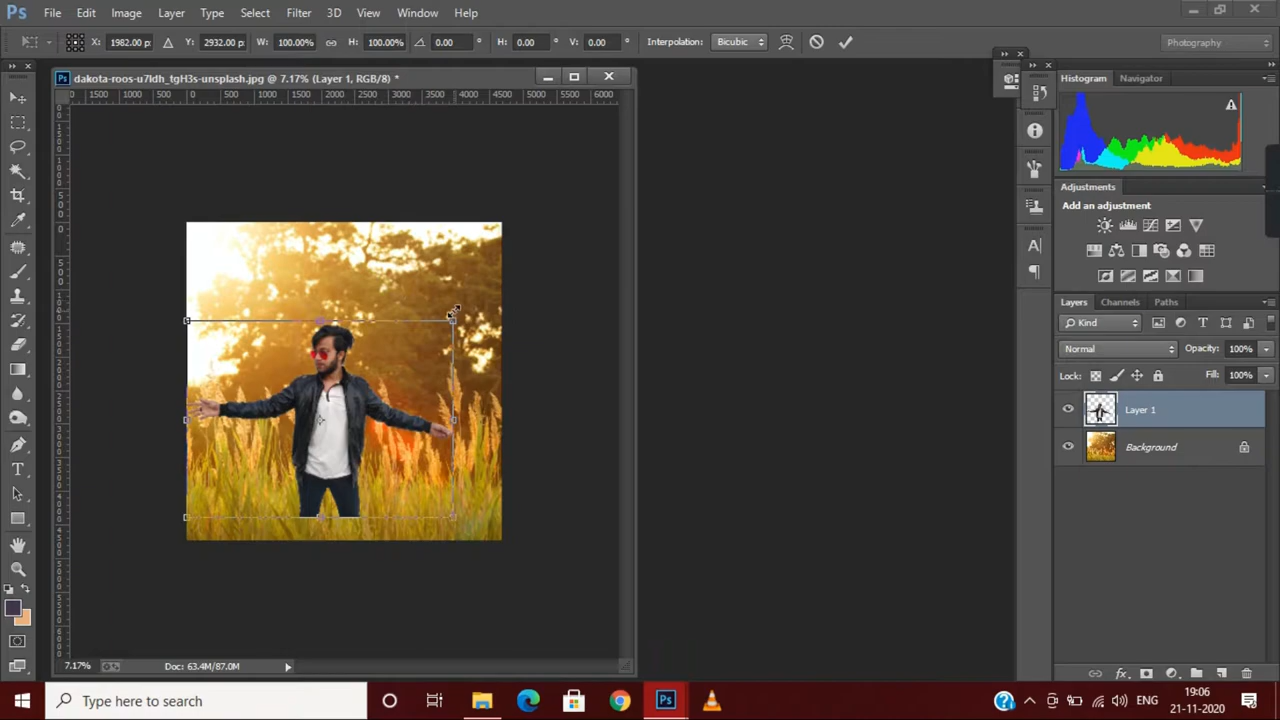 Ps File Edit Image Layer Type Select Filter 3D View Window Help
X: 1982.00 px Y: 2932.00 px W: 100.00% H: 100.00% 0.00 ° H: 0.00 ° V: 0.00 ° Interpolation: Bicubic Photography
Ps dakota-roos-u7ldh_tgH3s-unsplash.jpg @ 7.17% (Layer 1, RGB/8) *
1500 1000 500 0 500 1000 1500 2000 2500 3000 3500 4000 4500 5000 5500 6000
Histogram Navigator
Adjustments
Add an adjustment
Layers Channels Paths
Kind
Normal Opacity: 100%
Lock: Fill: 100%
Layer 1
Background
7.17% Doc: 63.4M/87.0M
Type here to search
Ps
ENG 19:06
21-11-2020